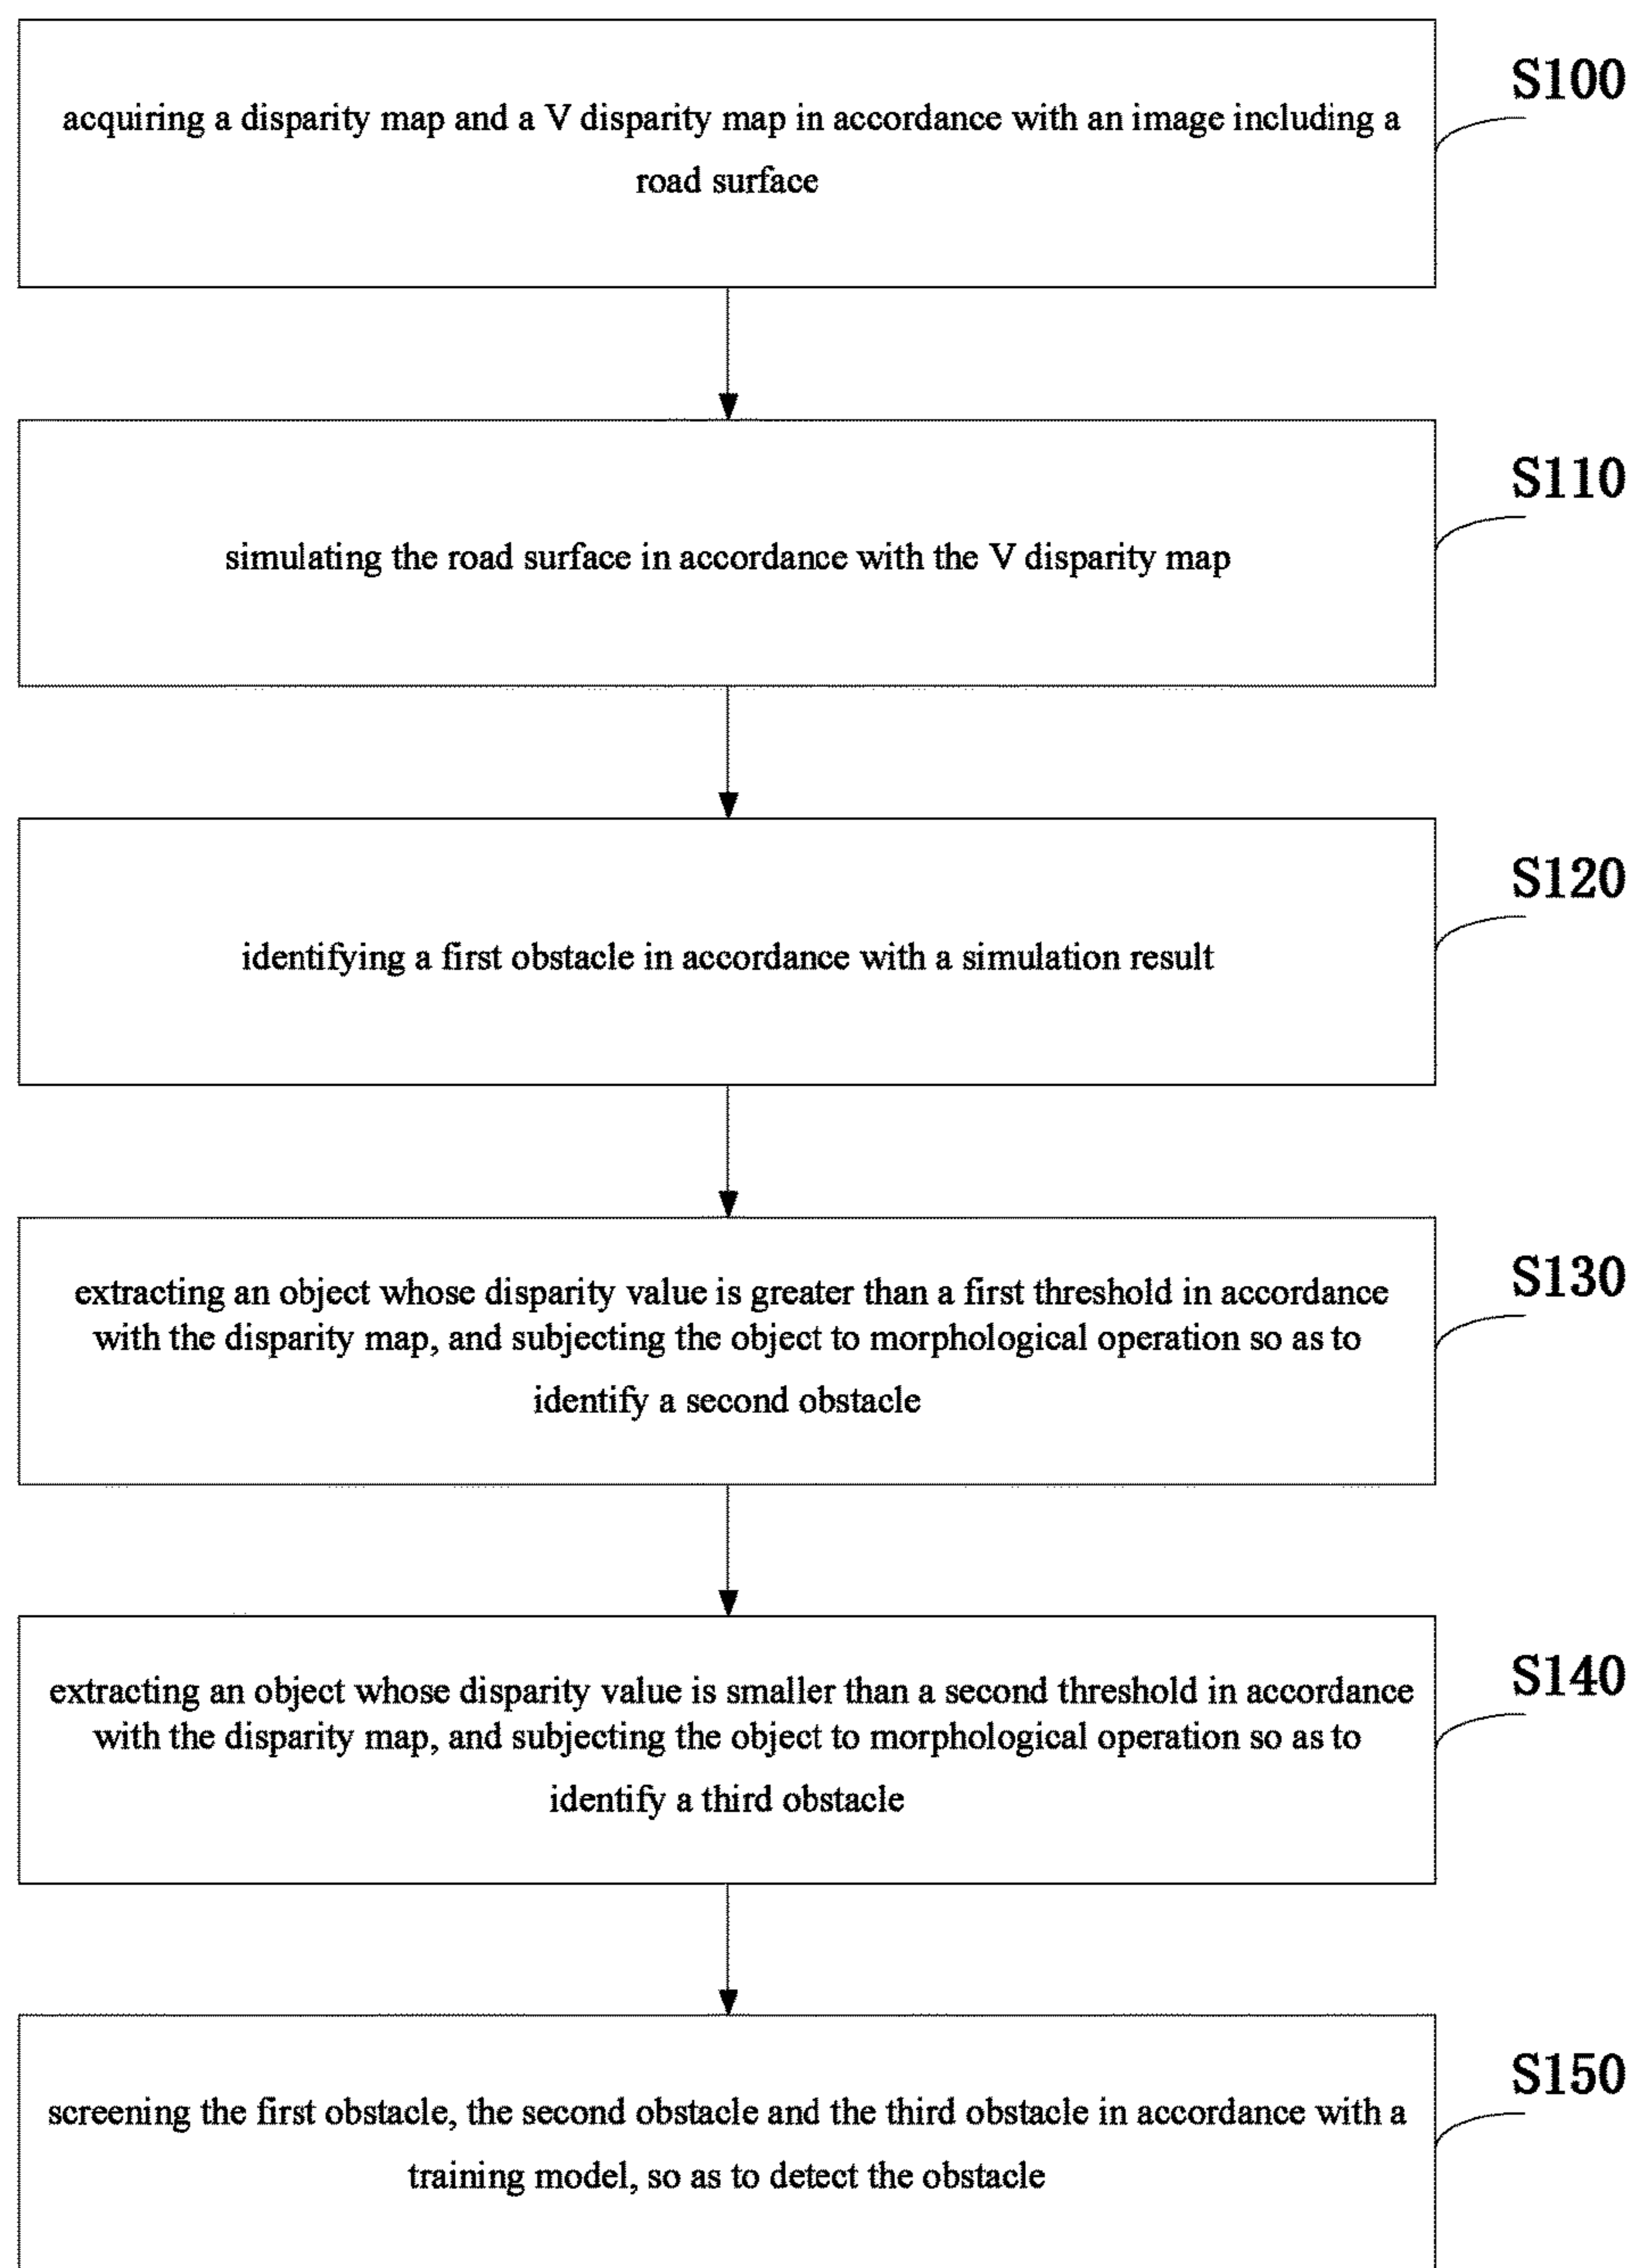 S100
acquiring a disparity map and a V disparity map in accordance with an image including a
road surface
S110
simulating the road surface in accordance with the V disparity map
S120
identifying a first obstacle in accordance with a simulation result
S130
extracting an object whose disparity value is greater than a first threshold in accordance
with the disparity map, and subjecting the object to morphological operation so as to
identify a second obstacle
S140
extracting an object whose disparity value is smaller than a second threshold in accordance
with the disparity map, and subjecting the object to morphological operation so as to
identify a third obstacle
S150
screening the first obstacle, the second obstacle and the third obstacle in accordance with a
training model, so as to detect the obstacle